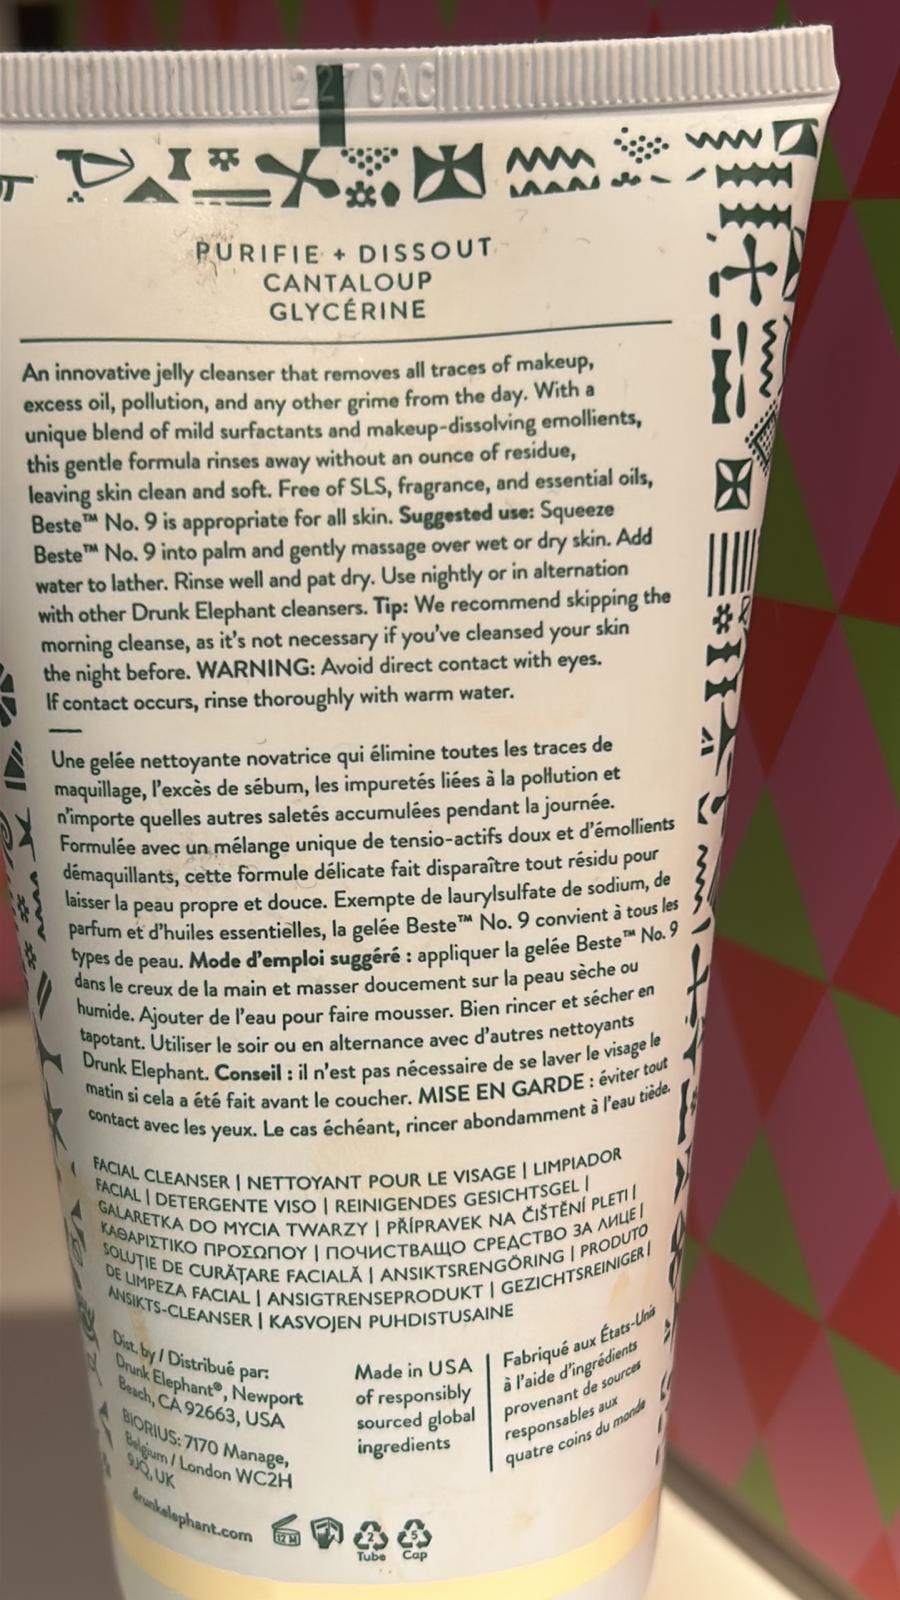 227DAC
PURIFIE + DISSOUT
CANTALOUP
GLYCÉRINE
An innovative jelly cleanser that removes all traces of makeup,
excess oil, pollution, and any other grime from the day. With a
unique blend of mild surfactants and makeup-dissolving emollients,
this gentle formula rinses away without an ounce of residue,
leaving skin clean and soft. Free of SLS, fragrance, and essential oils,
Beste™ No. 9 is appropriate for all skin. Suggested use: Squeeze
Beste™ No. 9 into palm and gently massage over wet or dry skin. Add
water to lather. Rinse well and pat dry. Use nightly or in alternation
with other Drunk Elephant cleansers. Tip: We recommend skipping the
morning cleanse, as it's not necessary if you've cleansed your skin
the night before. WARNING: Avoid direct contact with eyes.
If contact occurs, rinse thoroughly with warm water.
Une gelée nettoyante novatrice qui élimine toutes les traces de
maquillage, l'excès de sébum, les impuretés liées à la pollution et
n'importe quelles autres saletés accumulées pendant la journée.
Formulée avec un mélange unique de tensio-actifs doux et d'émollients
démaquillants, cette formule délicate fait disparaître tout résidu pour
laisser la peau propre et douce. Exempte de laurylsulfate de sodium, de
parfum et d'huiles essentielles, la gelée Beste™ No. 9 convient à tous les
types de peau. Mode d'emploi suggéré : appliquer la gelée Beste™ No. 9
dans le creux de la main et masser doucement sur la peau sèche ou
humide. Ajouter de l'eau pour faire mousser. Bien rincer et sécher en
tapotant. Utiliser le soir ou en alternance avec d'autres nettoyants
Drunk Elephant. Conseil : il n'est pas nécessaire de se laver le visage le
matin si cela a été fait avant le coucher. MISE EN GARDE : éviter tout
contact avec les yeux. Le cas échéant, rincer abondamment à l'eau tiède.
FACIAL CLEANSER | NETTOYANT POUR LE VISAGE | LIMPIADOR
FACIAL | DETERGENTE VISO | REINIGENDES GESICHTSGEL |
GALARETKA DO MYCIA TWARZY | PŘÍPRAVEK NA ČIŠTĚNÍ PLETI |
ΚΑΘΑΡΙΣΤΙΚΟ ΠΡΟΣΩΠΟΥ | ПОЧИСТВАЩО СРЕДСТВО ЗА ЛИЦЕ |
SOLUȚIE DE CURĂȚARE FACIALĂ | ANSIKTSRENGÖRING | PRODUTO
DE LIMPEZA FACIAL | ANSIGTRENSEPRODUKT | GEZICHTSREINIGER |
ANSIKTS-CLEANSER | KASVOJEN PUHDISTUSAINE
Dist. by / Distribué par:
Drunk Elephant®, Newport
Beach, CA 92663, USA
BIORIUS: 7170 Manage,
Belgium / London WC2H
9JQ, UK
drunkelephant.com
Made in USA
of responsibly
sourced global
ingredients
Fabriqué aux États-Unis
à l'aide d'ingrédients
provenant de sources
responsables aux
quatre coins du monde
12 M
2
Tube
5
Cap